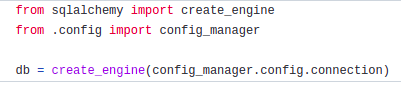 from sqlalchemy import create_engine
from .config import config_manager
db = create_engine(config_manager.config.connection)